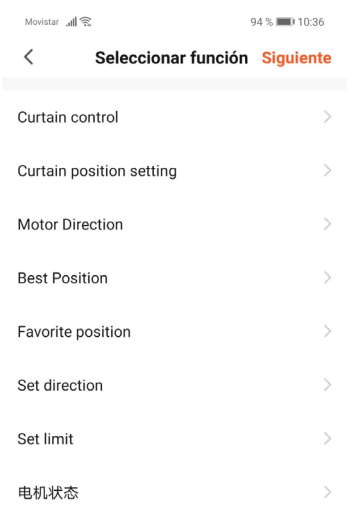 Movistar 94 % 10:36
Seleccionar función Siguiente
Curtain control
Curtain position setting
Motor Direction
Best Position
Favorite position
Set direction
Set limit
电机状态